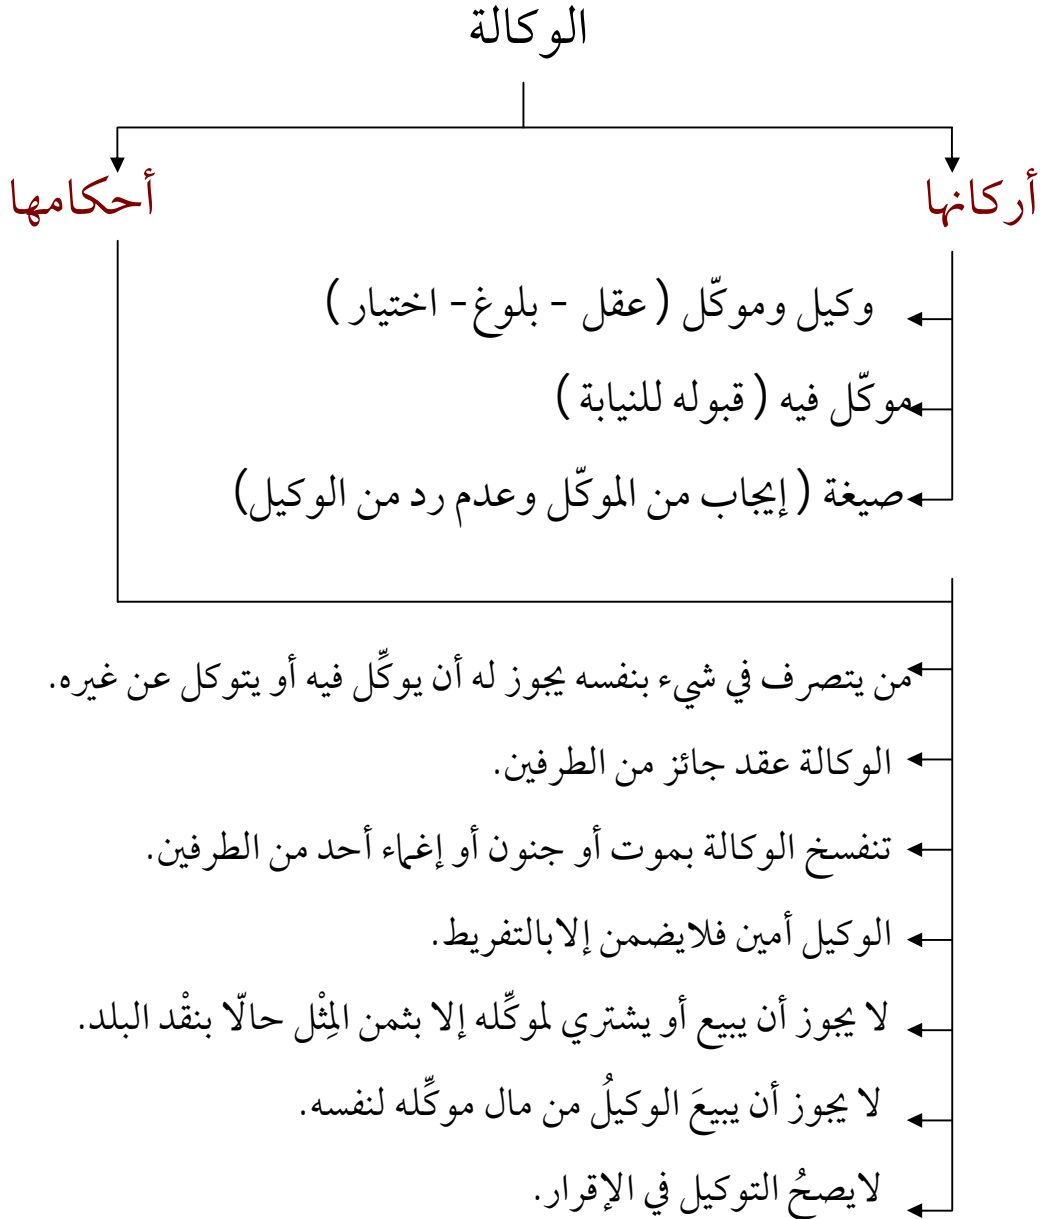 الوكالة
أركانها
أحكامها
وكيل وموكّل ( عقل - بلوغ - اختيار )
موكّل فيه ( قبوله للنيابة )
صيغة ( إيجاب من الموكّل وعدم رد من الوكيل)
من يتصرف في شيء بنفسه يجوز له أن يوكِّل فيه أو يتوكل عن غيره.
الوكالة عقد جائز من الطرفين.
تنفسخ الوكالة بموت أو جنون أو إغماء أحد من الطرفين.
الوكيل أمين فلايضمن إلابالتفريط.
لا يجوز أن يبيع أو يشتري لموكِّله إلا بثمن المِثْل حالّا بنقْد البلد.
لا يجوز أن يبيعَ الوكيلُ من مال موكِّله لنفسه.
لايصحُ التوكيل في الإقرار.